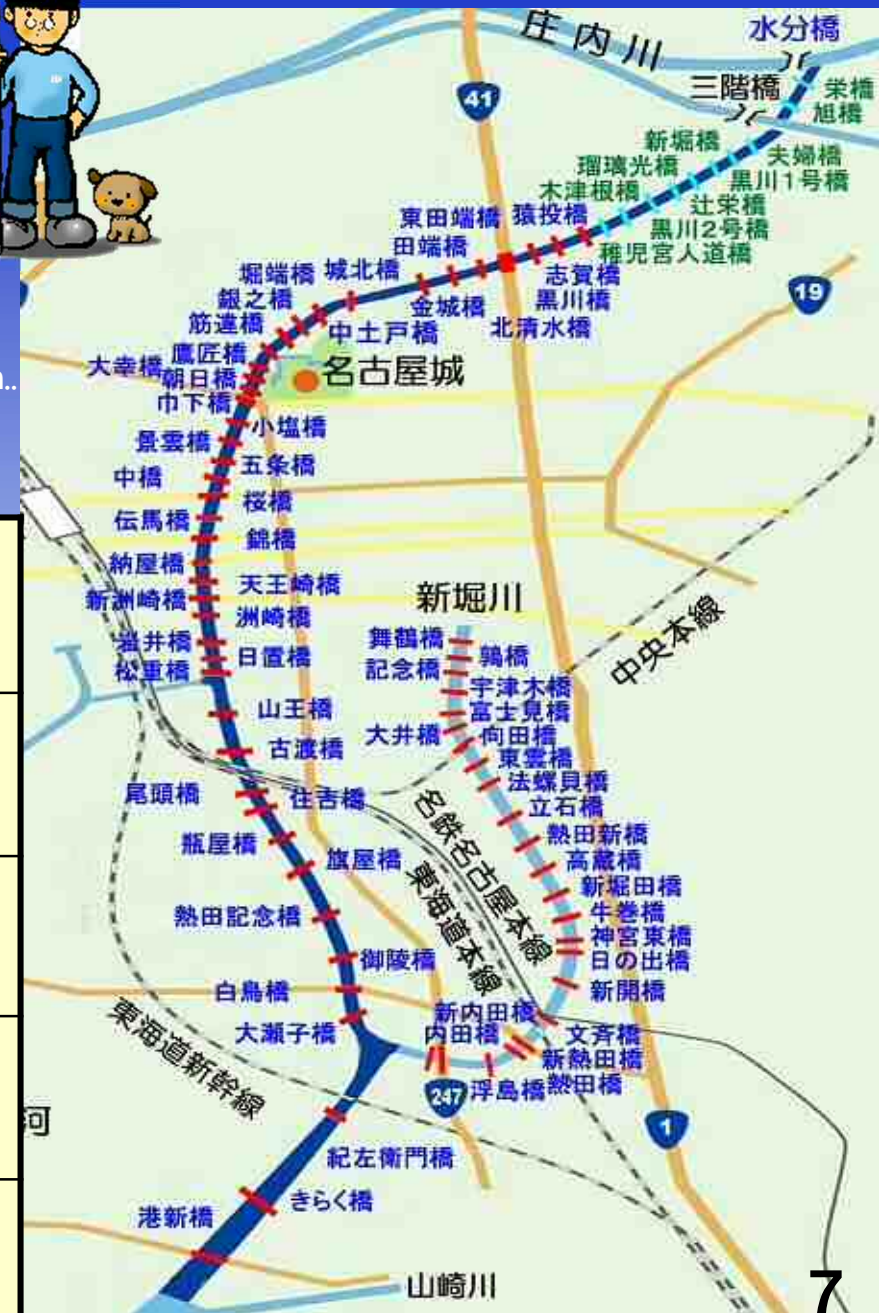 庄内川
水分橋
三階橋
栄橋
旭橋
41
新堀橋
夫婦橋
瑠璃光橋
黒川1号橋
木津根橋
辻栄橋
東田端橋
猿投橋
黒川2号橋
田端橋
稚児宮人道橋
堀端橋
城北橋
志賀橋
19
銀之橋
金城橋
黒川橋
筋違橋
中土戸橋
北清水橋
大幸橋
鷹匠橋
名古屋城
朝日橋
n..
巾下橋
小塩橋
景雲橋
五条橋
中橋
桜橋
伝馬橋
錦橋
納屋橋
天王崎橋
新洲崎橋
洲崎橋
新堀川
中央本線
岩井橋
日置橋
松重橋
舞鶴橋
鶉橋
記念橋
宇津木橋
山王橋
富士見橋
大井橋
向田橋
古渡橋
東雲橋
法螺貝橋
尾頭橋
住吉橋
立石橋
名鉄名古屋本線
熱田新橋
瓶屋橋
旗屋橋
高蔵橋
東海道本線
新堀田橋
熱田記念橋
牛巻橋
神宮東橋
御陵橋
日の出橋
白鳥橋
新開橋
大瀬子橋
新内田橋
内田橋
文斉橋
新熱田橋
東海道新幹線
247
浮島橋
熱田橋
河
1
紀左衛門橋
きらく橋
港新橋
山崎川
7